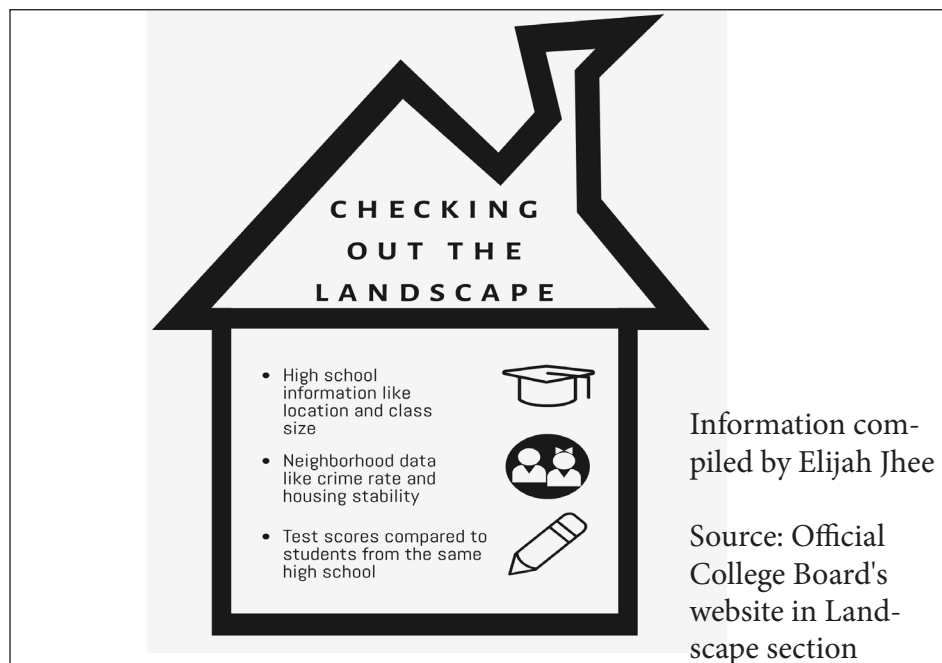 CHECKING
OUT THE
LANDSCAPE
• High school
information like
location and class
size
• Neighborhood data
like crime rate and
housing stability
• Test scores compared to
students from the same
high school
Information com-
piled by Elijah Jhee
Source: Official
College Board's
website in Land-
scape section